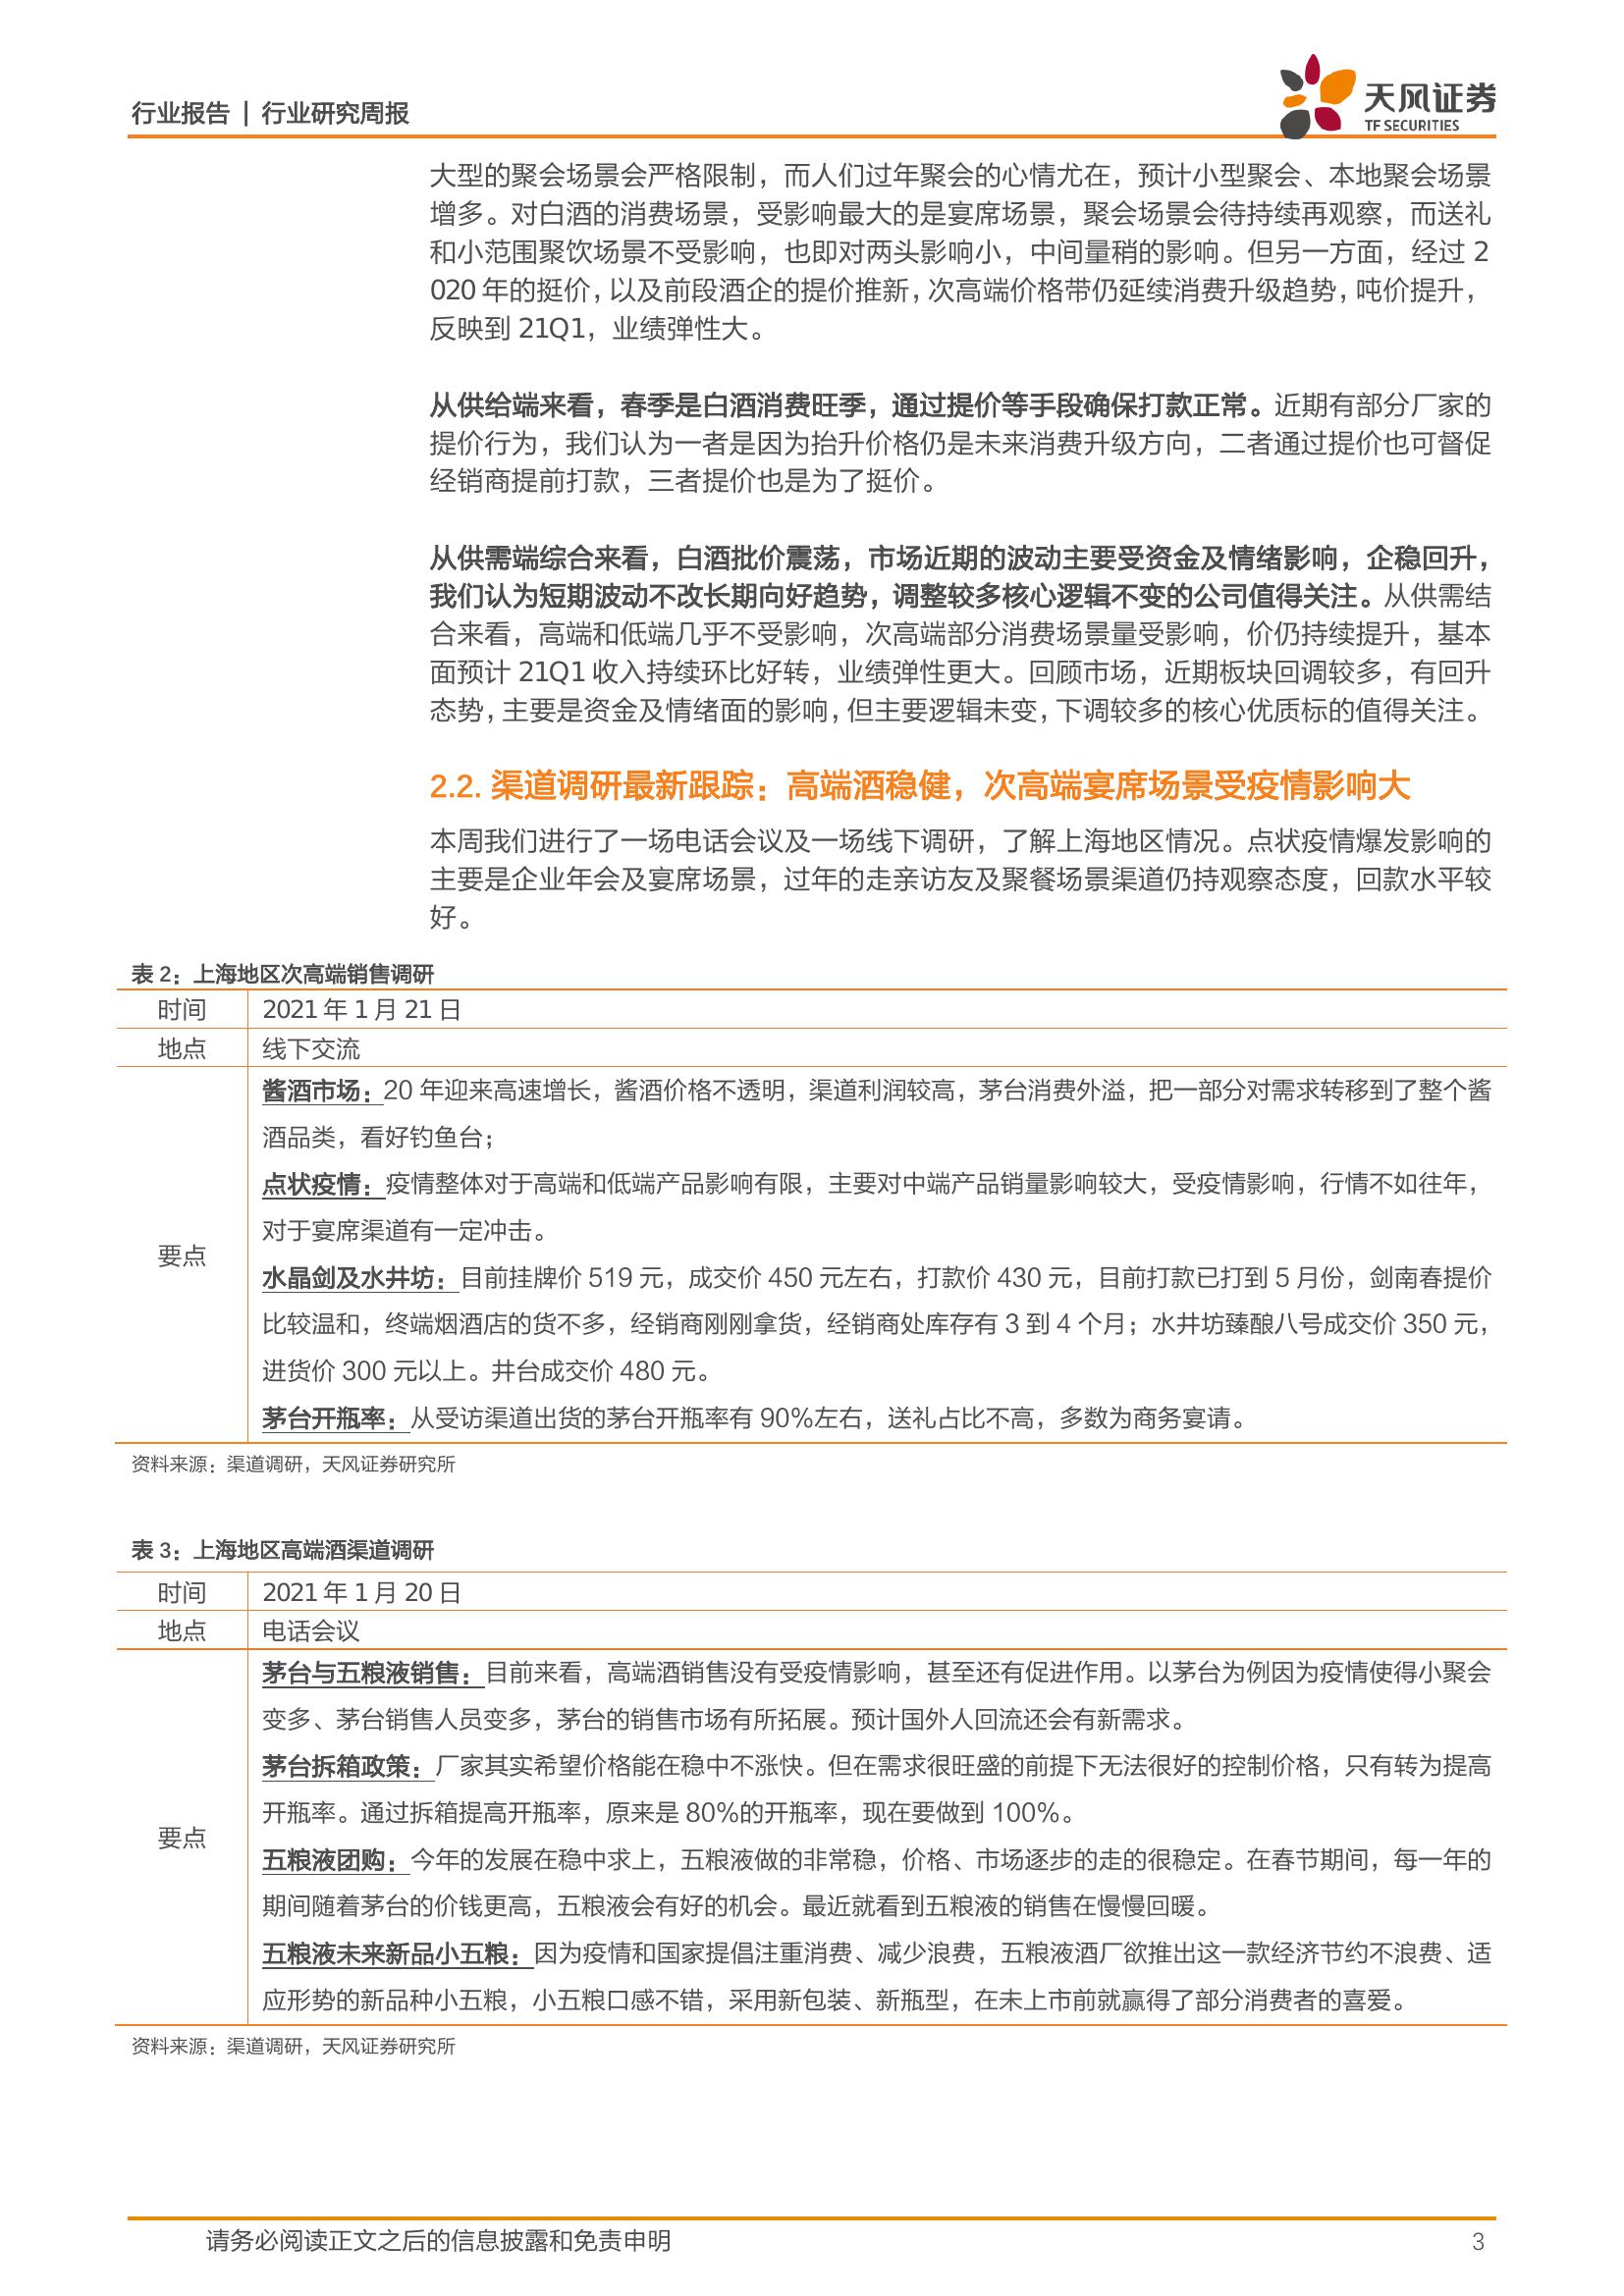 行业报告 | 行业研究周报
天风证券
TF SECURITIES
大型的聚会场景会严格限制，而人们过年聚会的心情尤在，预计小型聚会、本地聚会场景
增多。对白酒的消费场景，受影响最大的是宴席场景，聚会场景会待持续再观察，而送礼
和小范围聚饮场景不受影响，也即对两头影响小，中间量稍的影响。但另一方面，经过 2
020 年的挺价，以及前段酒企的提价推新，次高端价格带仍延续消费升级趋势，吨价提升，
反映到 21Q1，业绩弹性大。
从供给端来看，春季是白酒消费旺季，通过提价等手段确保打款正常。近期有部分厂家的
提价行为，我们认为一者是因为抬升价格仍是未来消费升级方向，二者通过提价也可督促
经销商提前打款，三者提价也是为了挺价。
从供需端综合来看，白酒批价震荡，市场近期的波动主要受资金及情绪影响，企稳回升，
我们认为短期波动不改长期向好趋势，调整较多核心逻辑不变的公司值得关注。从供需结
合来看，高端和低端几乎不受影响，次高端部分消费场景量受影响，价仍持续提升，基本
面预计 21Q1 收入持续环比好转，业绩弹性更大。回顾市场，近期板块回调较多，有回升
态势，主要是资金及情绪面的影响，但主要逻辑未变，下调较多的核心优质标的值得关注。
2.2. 渠道调研最新跟踪：高端酒稳健，次高端宴席场景受疫情影响大
本周我们进行了一场电话会议及一场线下调研，了解上海地区情况。点状疫情爆发影响的
主要是企业年会及宴席场景，过年的走亲访友及聚餐场景渠道仍持观察态度，回款水平较
好。
表 2：上海地区次高端销售调研
时间 2021 年 1 月 21 日
地点 线下交流
要点
酱酒市场：20 年迎来高速增长，酱酒价格不透明，渠道利润较高，茅台消费外溢，把一部分对需求转移到了整个酱
酒品类，看好钓鱼台；
点状疫情：疫情整体对于高端和低端产品影响有限，主要对中端产品销量影响较大，受疫情影响，行情不如往年，
对于宴席渠道有一定冲击。
水晶剑及水井坊：目前挂牌价 519 元，成交价 450 元左右，打款价 430 元，目前打款已打到 5 月份，剑南春提价
比较温和，终端烟酒店的货不多，经销商刚刚拿货，经销商处库存有 3 到 4 个月；水井坊臻酿八号成交价 350 元，
进货价 300 元以上。井台成交价 480 元。
茅台开瓶率：从受访渠道出货的茅台开瓶率有 90%左右，送礼占比不高，多数为商务宴请。
资料来源：渠道调研，天风证券研究所
表 3：上海地区高端酒渠道调研
时间 2021 年 1 月 20 日
地点 电话会议
要点
茅台与五粮液销售：目前来看，高端酒销售没有受疫情影响，甚至还有促进作用。以茅台为例因为疫情使得小聚会
变多、茅台销售人员变多，茅台的销售市场有所拓展。预计国外人回流还会有新需求。
茅台拆箱政策：厂家其实希望价格能在稳中不涨快。但在需求很旺盛的前提下无法很好的控制价格，只有转为提高
开瓶率。通过拆箱提高开瓶率，原来是 80%的开瓶率，现在要做到 100%。
五粮液团购：今年的发展在稳中求上，五粮液做的非常稳，价格、市场逐步的走的很稳定。在春节期间，每一年的
期间随着茅台的价钱更高，五粮液会有好的机会。最近就看到五粮液的销售在慢慢回暖。
五粮液未来新品小五粮：因为疫情和国家提倡注重消费、减少浪费，五粮液酒厂欲推出这一款经济节约不浪费、适
应形势的新品种小五粮，小五粮口感不错，采用新包装、新瓶型，在未上市前就赢得了部分消费者的喜爱。
资料来源：渠道调研，天风证券研究所
请务必阅读正文之后的信息披露和免责申明 3